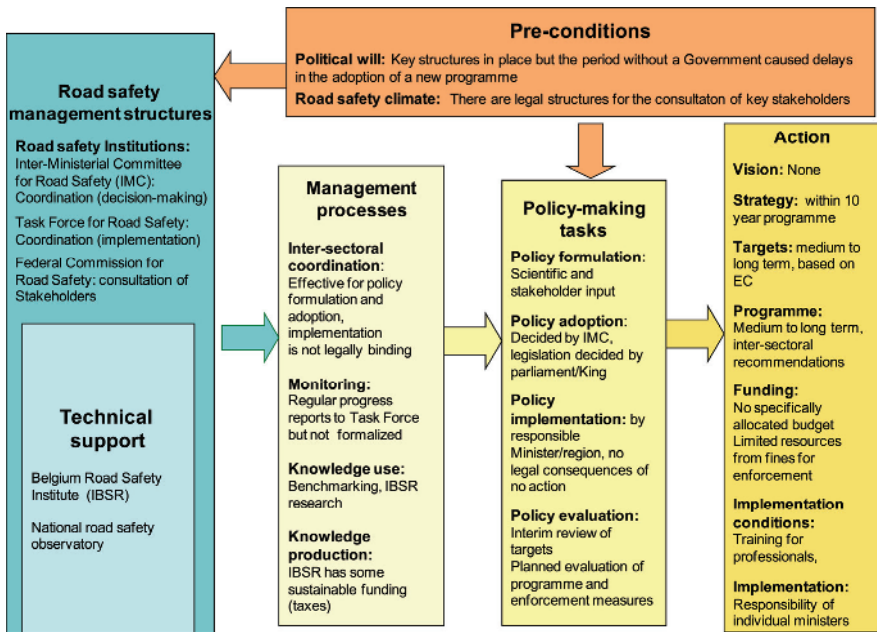 Pre-conditions
Political will: Key structures in place but the period without a Government caused delays
in the adoption of a new programme
Road safety climate: There are legal structures for the consultaton of key stakeholders
Road safety
management structures
Road safety Institutions:
Inter-Ministerial Committee
for Road Safety (IMC):
Coordination (decision-making)
Task Force for Road Safety:
Coordination (implementation)
Federal Commission for
Road Safety: consultation of
Stakeholders
Technical
support
Belgium Road Safety
Institute (IBSR)
National road safety
observatory
Management
processes
Inter-sectoral
coordination:
Effective for policy
formulation and
adoption,
implementation
is not legally binding
Monitoring:
Regular progress
reports to Task Force
but not formalized
Knowledge use:
Benchmarking, IBSR
research
Knowledge
production:
IBSR has some
sustainable funding
(taxes)
Policy-making
tasks
Policy formulation:
Scientific and
stakeholder input
Policy adoption:
Decided by IMC,
legislation decided by
parliament/King
Policy
implementation: by
responsible
Minister/region, no
legal consequences of
no action
Policy evaluation:
Interim review of
targets
Planned evaluation of
programme and
enforcement measures
Action
Vision: None
Strategy: within 10
year programme
Targets: medium to
long term, based on
EC
Programme:
Medium to long term,
inter-sectoral
recommendations
Funding:
No specifically
allocated budget
Limited resources
from fines for
enforcement
Implementation
conditions:
Training for
professionals,
Implementation:
Responsibility of
individual ministers